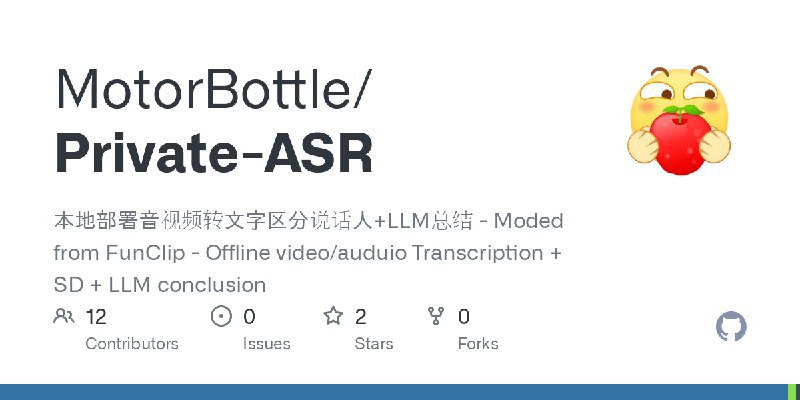 MotorBottle/
Private-ASR
本地部署音视频转文字区分说话人+LLM总结 - Moded
from FunClip - Offline video/auduio Transcription +
SD + LLM conclusion
12 0 2 0
Contributors Issues Stars Forks